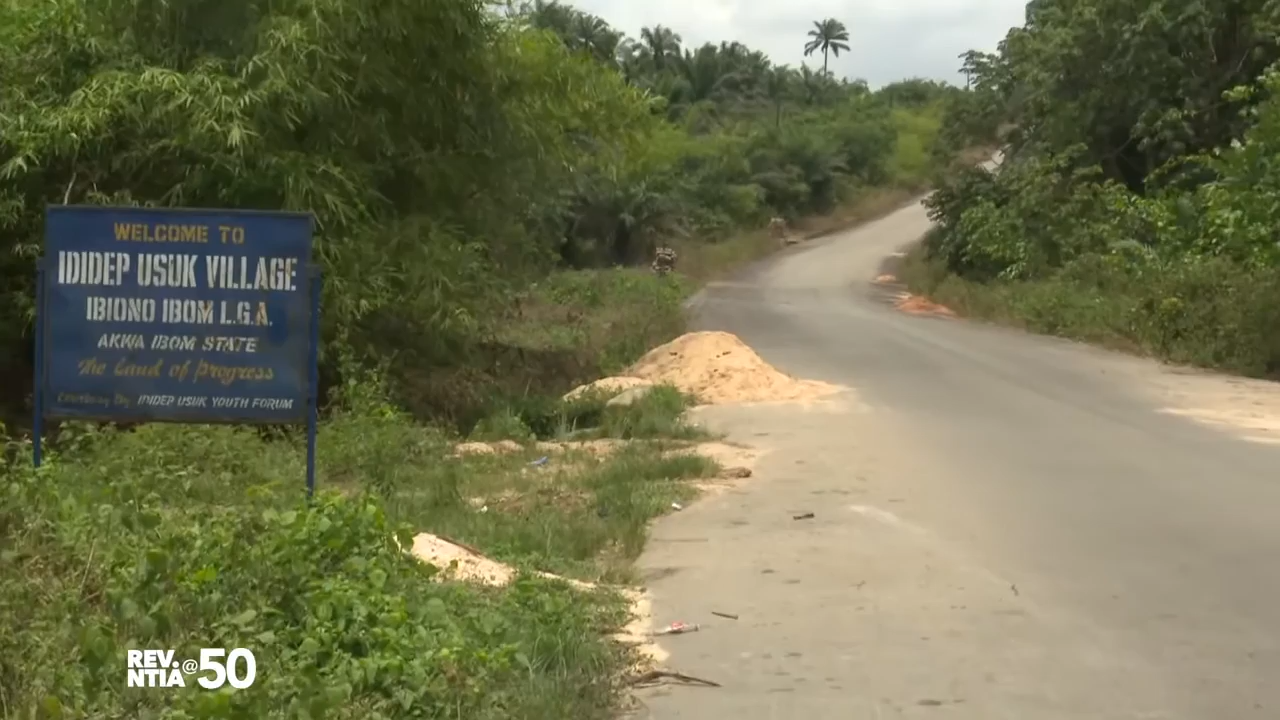 WELCOME TO
IDIDEP USUK VILLAGE
IBIONO IBOM L.G.A.
AKWA IBOM STATE
The Land of Progress
Courtesy By: IDIDEP USUK YOUTH FORUM
REV.
NTIA @ 50